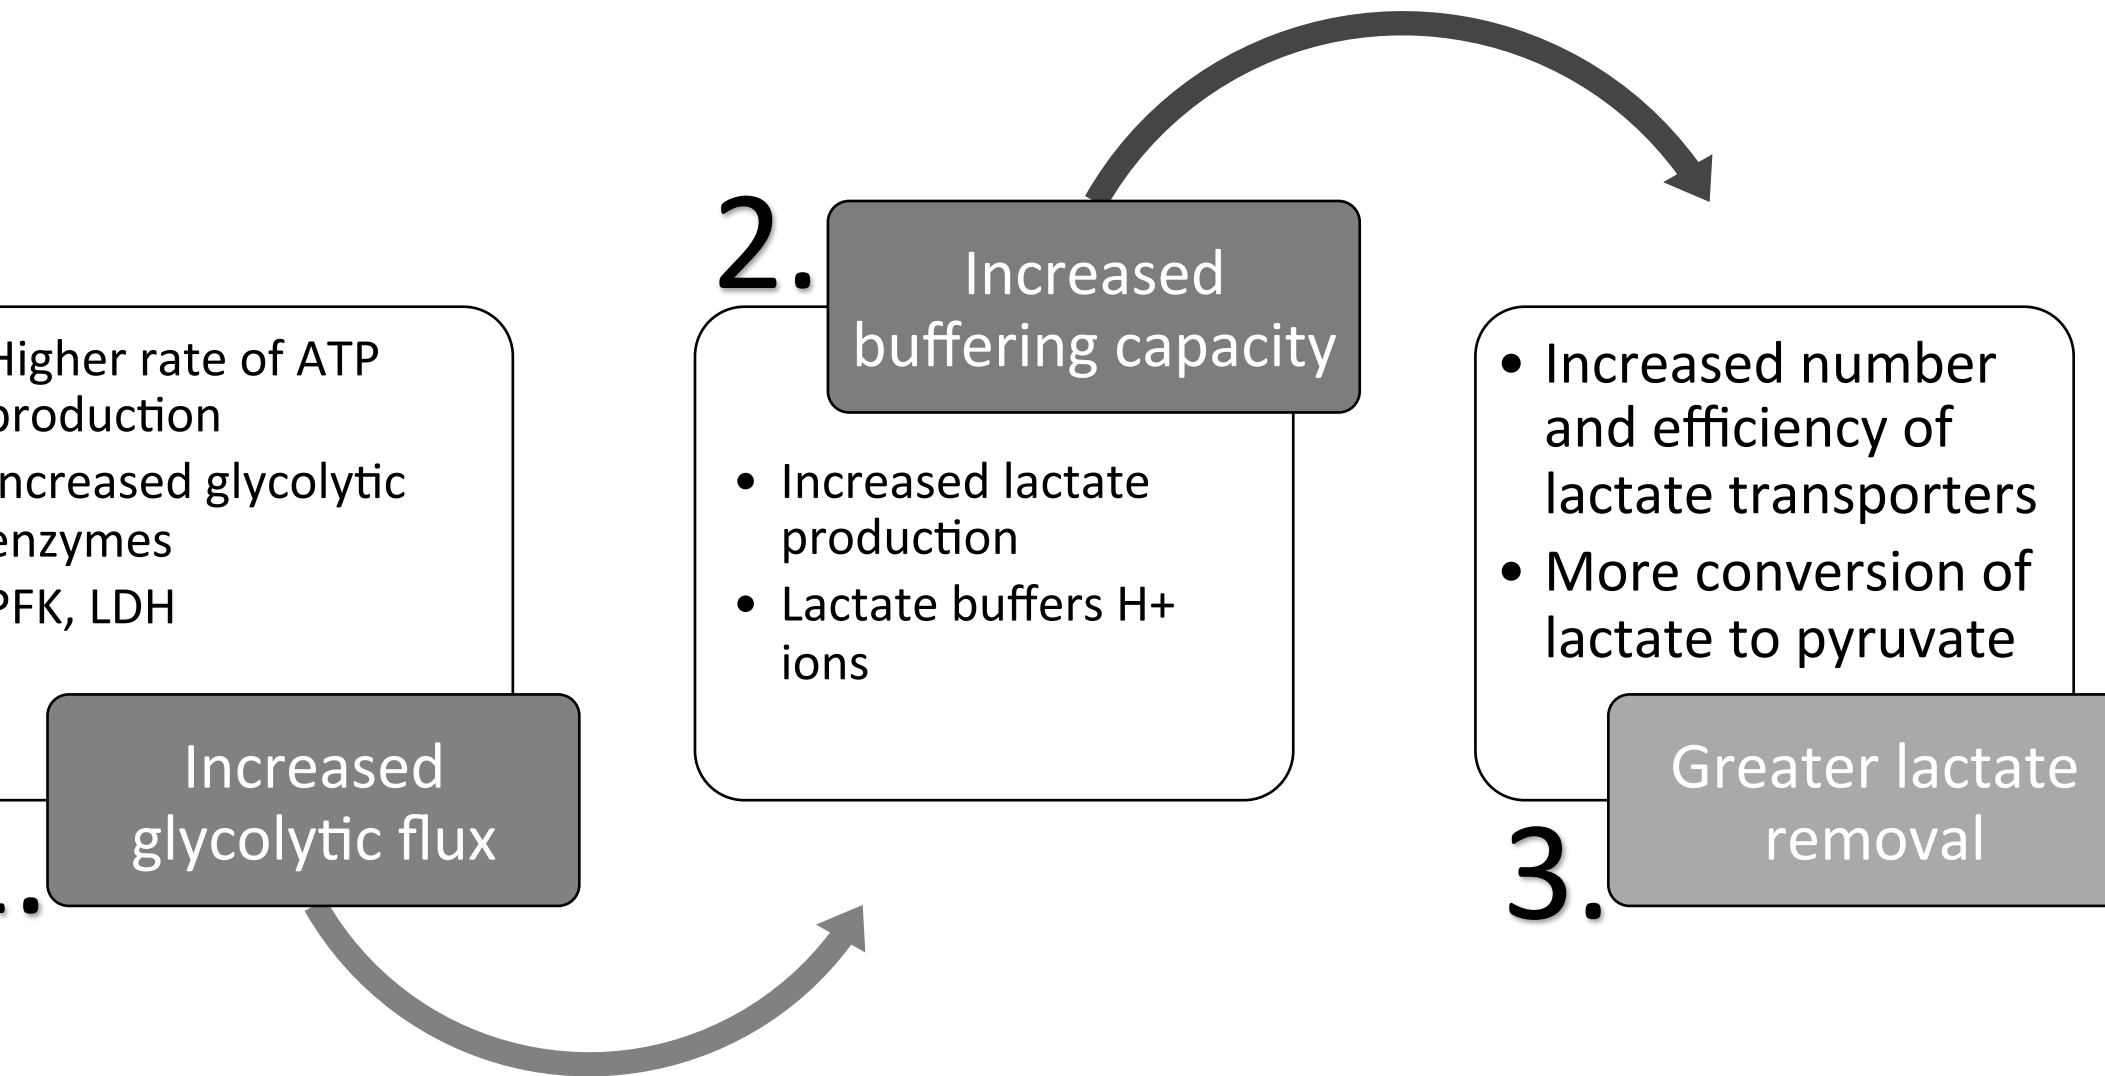 Higher rate of ATP
production
Increased glycolytic
enzymes
PFK, LDH
Increased
glycolytic flux
2.
Increased
buffering capacity
• Increased lactate
production
• Lactate buffers H+
ions
• Increased number
and efficiency of
lactate transporters
• More conversion of
lactate to pyruvate
3.
Greater lactate
removal